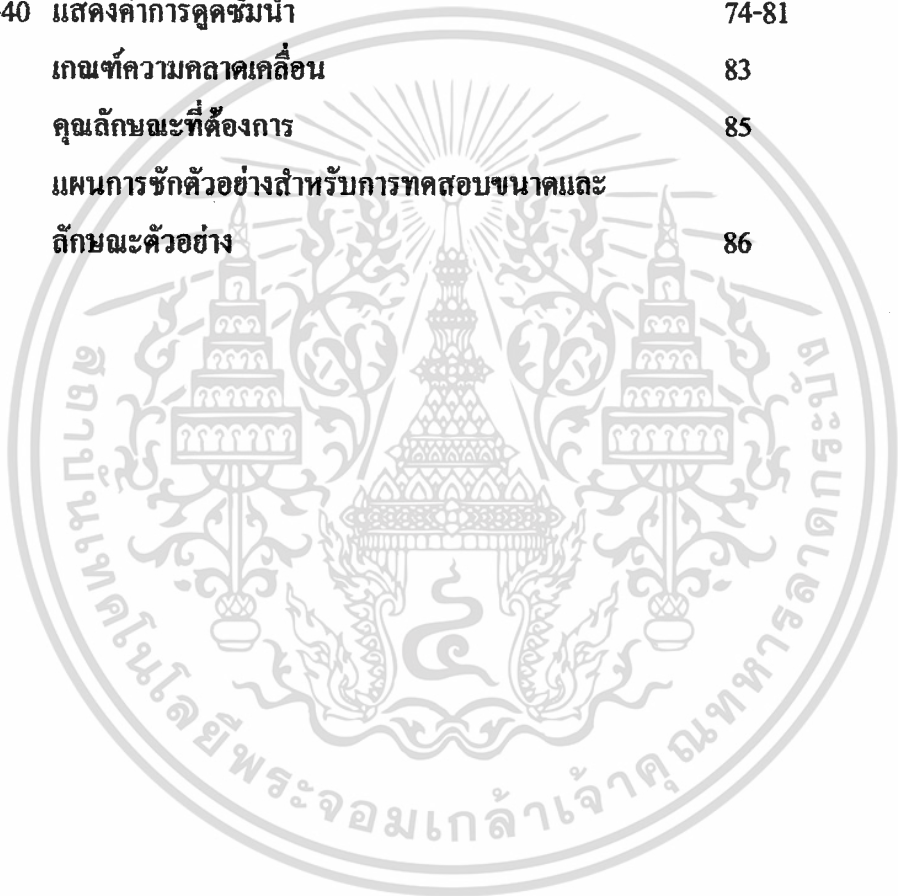 40 แสดงค่าการดูดซึมน้ำ 74-81
เกณฑ์ความคลาดเคลื่อน 83
คุณลักษณะที่ต้องการ 85
แผนการชักตัวอย่างสำหรับการทดสอบขนาดและ
ลักษณะตัวอย่าง 86
สถาบันเทคโนโลยีพระจอมเกล้าเจ้าคุณทหารลาดกระบัง
๔